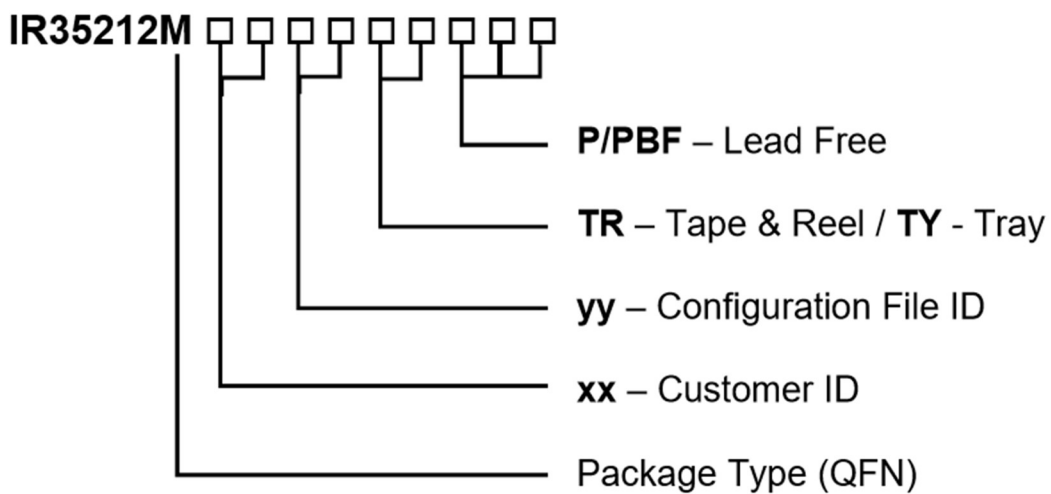 IR35212M
P/PBF – Lead Free
TR – Tape & Reel / TY - Tray
yy – Configuration File ID
xx – Customer ID
Package Type (QFN)